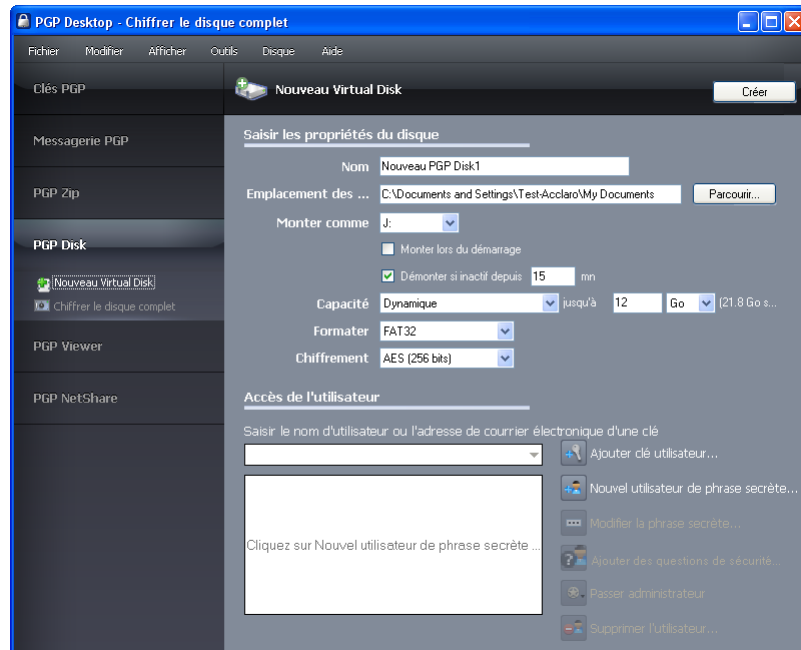 PGP Desktop - Chiffrer le disque complet
Fichier Modifier Afficher Outils Disque Aide
Clés PGP
Messagerie PGP
PGP Zip
PGP Disk
Nouveau Virtual Disk
Chiffrer le disque complet
PGP Viewer
PGP NetShare
Nouveau Virtual Disk
Créer
Saisir les propriétés du disque
Nom Nouveau PGP Disk1
Emplacement des ... C:\Documents and Settings\Test-Acclaro\My Documents Parcourir...
Monter comme J:
Monter lors du démarrage
Démonter si inactif depuis 15 mn
Capacité Dynamique jusqu'à 12 Go (21.8 Go s...
Formater FAT32
Chiffrement AES (256 bits)
Accès de l'utilisateur
Saisir le nom d'utilisateur ou l'adresse de courrier électronique d'une clé
Cliquez sur Nouvel utilisateur de phrase secrète ...
Ajouter clé utilisateur...
Nouvel utilisateur de phrase secrète...
Modifier la phrase secrète...
Ajouter des questions de sécurité...
Passer administrateur
Supprimer l'utilisateur...